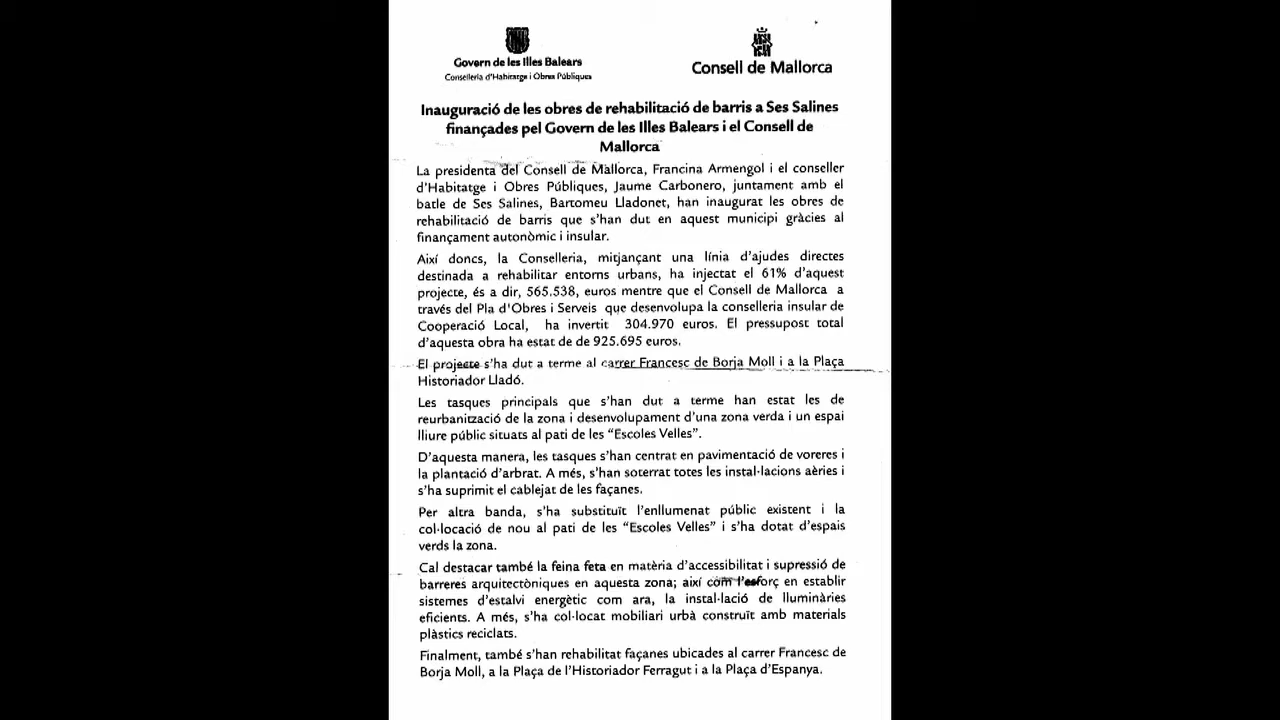 Govern de les Illes Balears
Conselleria d'Habitatge i Obres Públiques
Consell de Mallorca
Inauguració de les obres de rehabilitació de barris a Ses Salines
finançades pel Govern de les Illes Balears i el Consell de
Mallorca
La presidenta del Consell de Mallorca, Francina Armengol i el conseller
d'Habitatge i Obres Públiques, Jaume Carbonero, juntament amb el
batle de Ses Salines, Bartomeu Lladonet, han inaugurat les obres de
rehabilitació de barris que s'han dut en aquest municipi gràcies al
finançament autonòmic i insular.
Així doncs, la Conselleria, mitjançant una línia d'ajudes directes
destinada a rehabilitar entorns urbans, ha injectat el 61% d'aquest
projecte, és a dir, 565.538, euros mentre que el Consell de Mallorca a
través del Pla d'Obres i Serveis que desenvolupa la conselleria insular de
Cooperació Local, ha invertit 304.970 euros. El pressupost total
d'aquesta obra ha estat de de 925.695 euros.
El projecte s'ha dut a terme al carrer Francesc de Borja Moll i a la Plaça
Historiador Lladó.
Les tasques principals que s'han dut a terme han estat les de
reurbanització de la zona i desenvolupament d'una zona verda i un espai
lliure públic situats al pati de les "Escoles Velles".
D'aquesta manera, les tasques s'han centrat en pavimentació de voreres i
la plantació d'arbrat. A més, s'han soterrat totes les instal·lacions aèries i
s'ha suprimit el cablejat de les façanes.
Per altra banda, s'ha substituït l'enllumenat públic existent i la
col·locació de nou al pati de les "Escoles Velles" i s'ha dotat d'espais
verds la zona.
Cal destacar també la feina feta en matèria d'accessibilitat i supressió de
barreres arquitectòniques en aquesta zona; així com l'esforç en establir
sistemes d'estalvi energètic com ara, la instal·lació de lluminàries
eficients. A més, s'ha col·locat mobiliari urbà construït amb materials
plàstics reciclats.
Finalment, també s'han rehabilitat façanes ubicades al carrer Francesc de
Borja Moll, a la Plaça de l'Historiador Ferragut i a la Plaça d'Espanya.